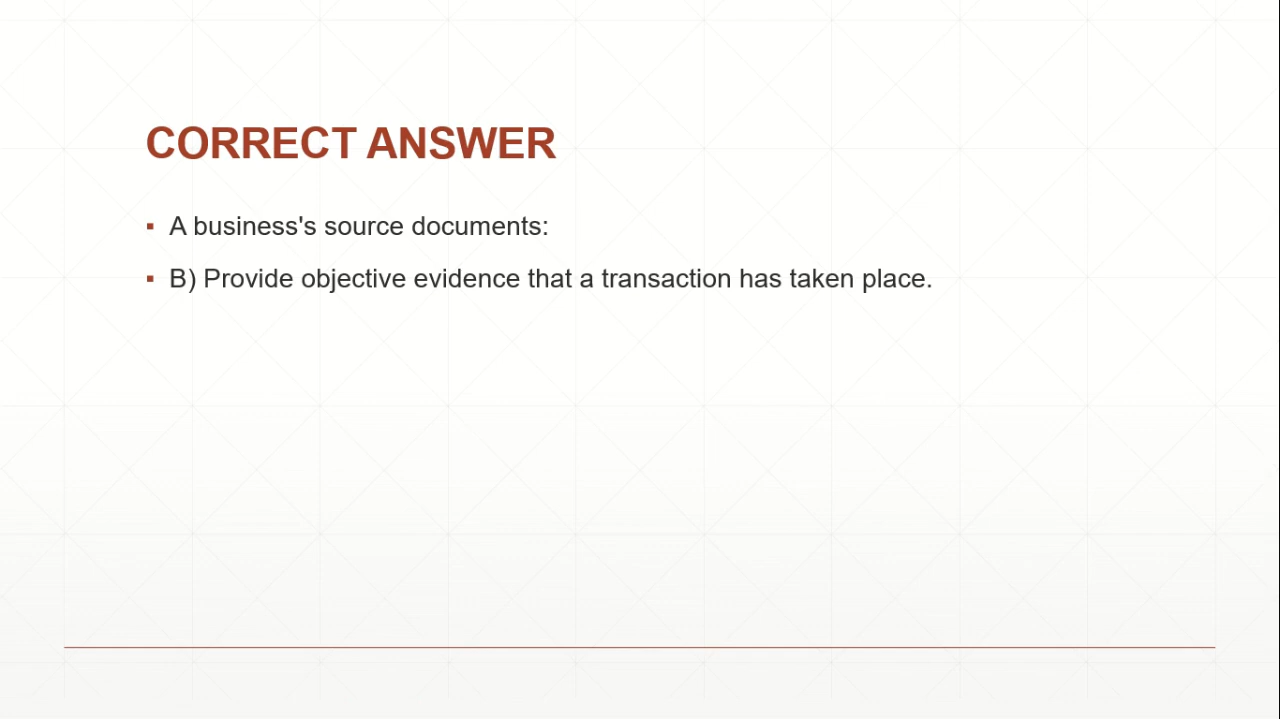 CORRECT ANSWER
▪ A business's source documents:
▪ B) Provide objective evidence that a transaction has taken place.